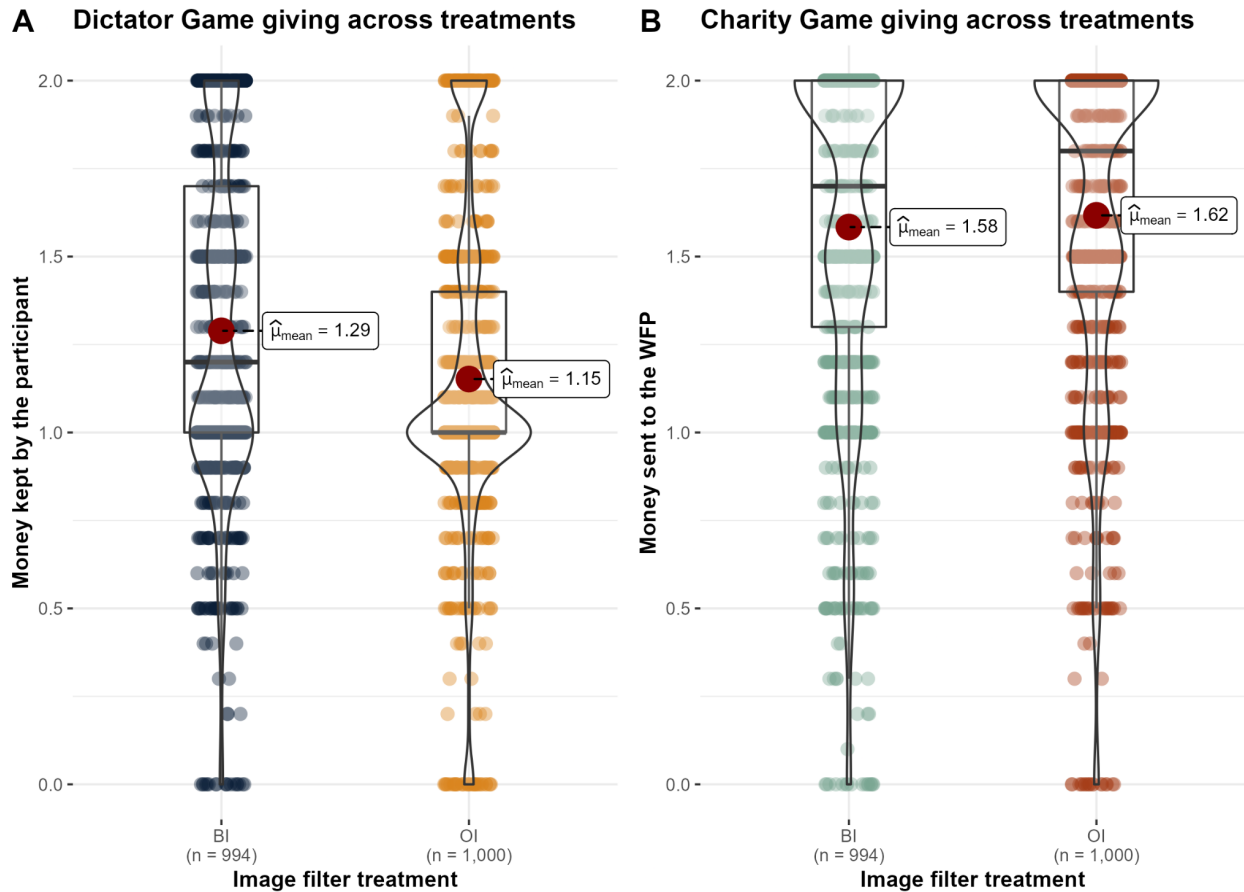 A Dictator Game giving across treatments
Money kept by the participant
2.0
1.5
1.0
0.5
0.0
μ̂mean = 1.29
μ̂mean = 1.15
BI
(n = 994)
OI
(n = 1,000)
Image filter treatment
B Charity Game giving across treatments
Money sent to the WFP
2.0
1.5
1.0
0.5
0.0
μ̂mean = 1.58
μ̂mean = 1.62
BI
(n = 994)
OI
(n = 1,000)
Image filter treatment